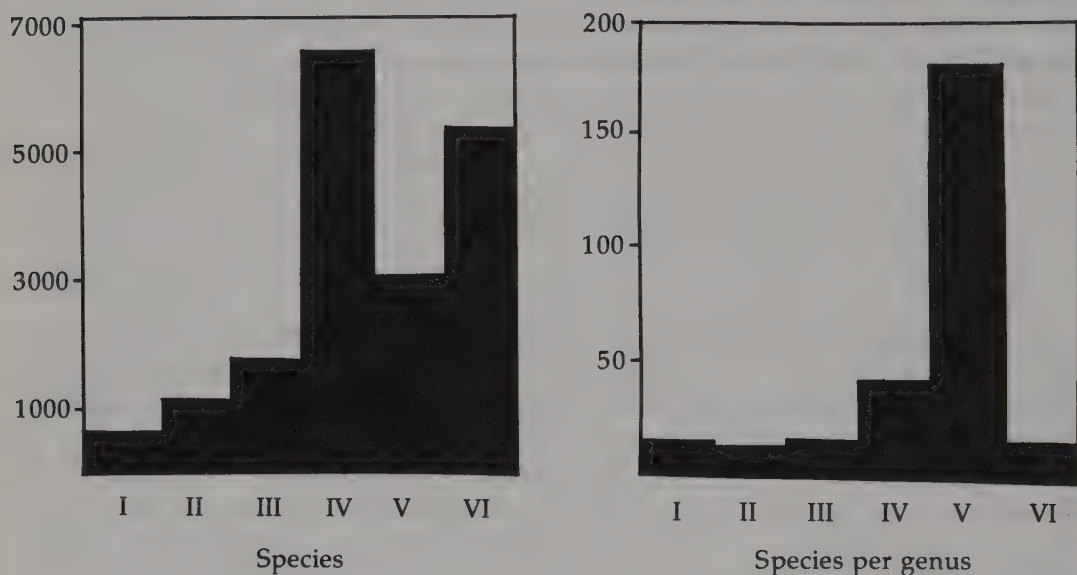 7000
5000
3000
1000
I II III IV V VI
Species
200
150
100
50
I II III IV V VI
Species per genus